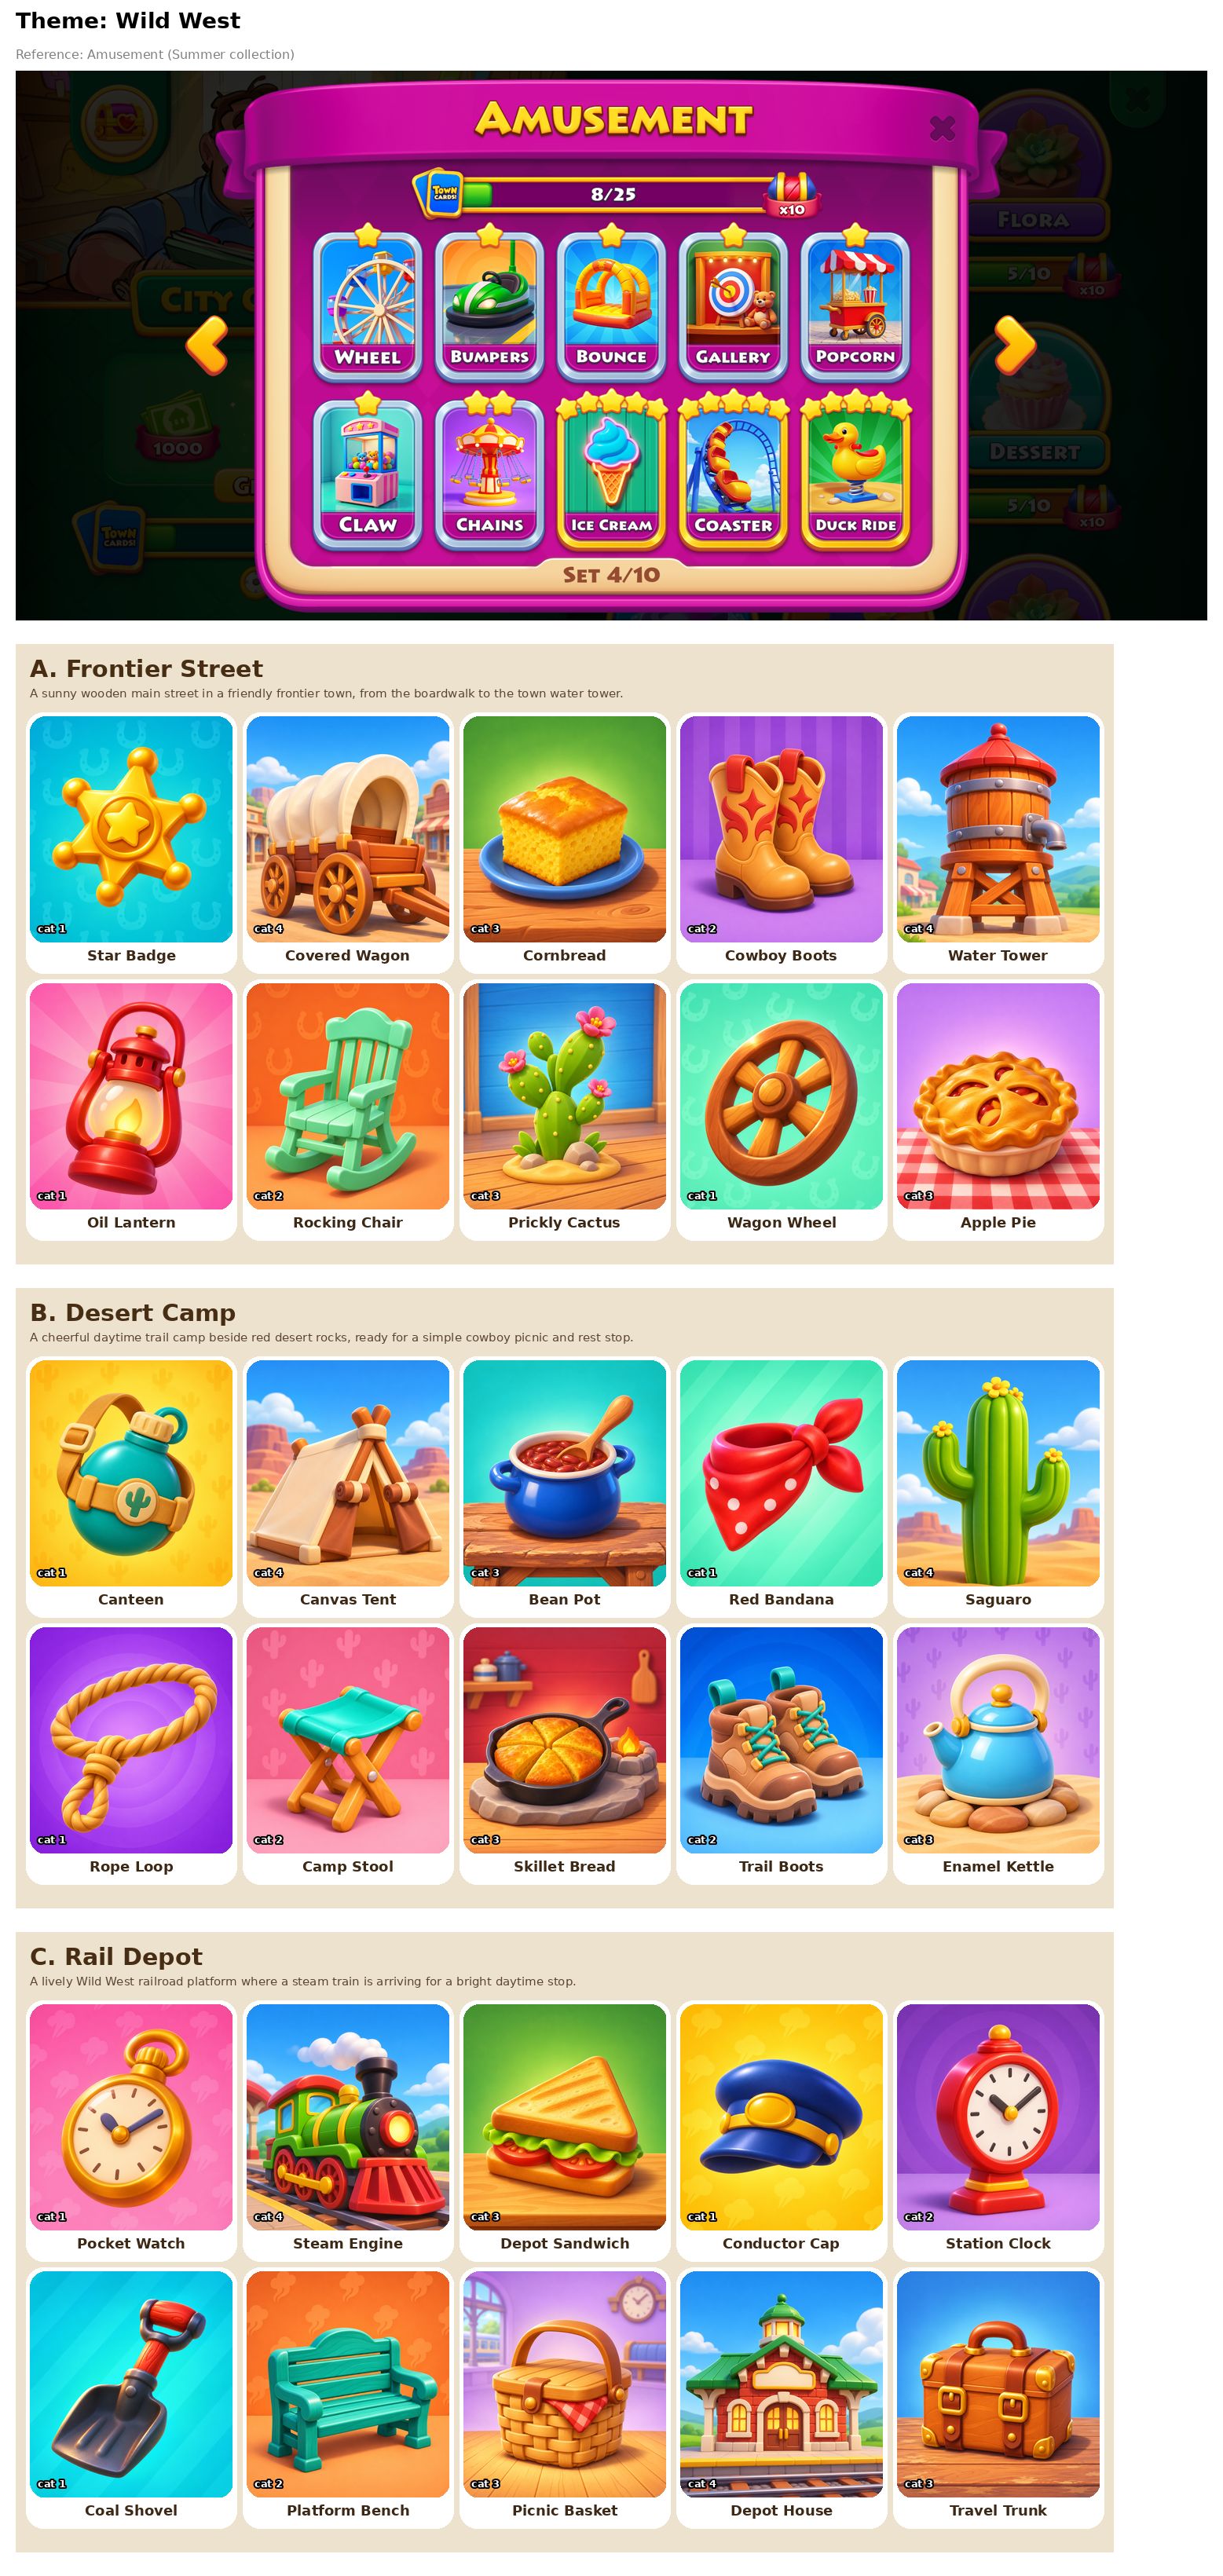 Theme: Wild West
Reference: Amusement (Summer collection)
AMUSEMENT
TOWN CARDS!
8/25
x10
WHEEL
BUMPERS
BOUNCE
GALLERY
POPCORN
CLAW
CHAINS
ICE CREAM
COASTER
DUCK RIDE
SET 4/10
CITY
1000
TOWN CARDS!
FLORA
5/10
x10
DESSERT
5/10
x10
A. Frontier Street
A sunny wooden main street in a friendly frontier town, from the boardwalk to the town water tower.
cat 1
cat 4
cat 3
cat 2
cat 4
Star Badge
Covered Wagon
Cornbread
Cowboy Boots
Water Tower
cat 1
cat 2
cat 3
cat 1
cat 3
Oil Lantern
Rocking Chair
Prickly Cactus
Wagon Wheel
Apple Pie
B. Desert Camp
A cheerful daytime trail camp beside red desert rocks, ready for a simple cowboy picnic and rest stop.
cat 1
cat 4
cat 3
cat 1
cat 4
Canteen
Canvas Tent
Bean Pot
Red Bandana
Saguaro
cat 1
cat 2
cat 3
cat 2
cat 3
Rope Loop
Camp Stool
Skillet Bread
Trail Boots
Enamel Kettle
C. Rail Depot
A lively Wild West railroad platform where a steam train is arriving for a bright daytime stop.
cat 1
cat 4
cat 3
cat 1
cat 2
Pocket Watch
Steam Engine
Depot Sandwich
Conductor Cap
Station Clock
cat 1
cat 2
cat 3
cat 4
cat 3
Coal Shovel
Platform Bench
Picnic Basket
Depot House
Travel Trunk